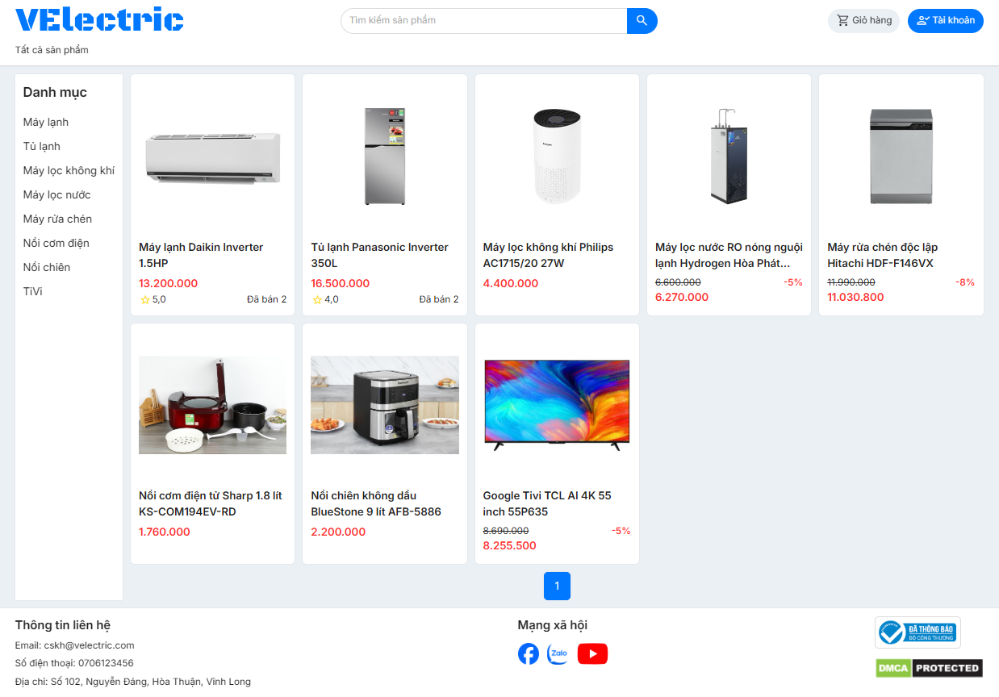 VElectric
Tìm kiếm sản phẩm
Giỏ hàng
Tài khoản
Tất cả sản phẩm
Danh mục
Máy lạnh
Tủ lạnh
Máy lọc không khí
Máy lọc nước
Máy rửa chén
Nồi cơm điện
Nồi chiên
TiVi
Máy lạnh Daikin Inverter
1.5HP
13.200.000
5,0 Đã bán 2
Tủ lạnh Panasonic Inverter
350L
16.500.000
4,0 Đã bán 2
Máy lọc không khí Philips
AC1715/20 27W
4.400.000
Máy lọc nước RO nóng nguội
lạnh Hydrogen Hòa Phát...
6.600.000 -5%
6.270.000
Máy rửa chén độc lập
Hitachi HDF-F146VX
11.990.000 -8%
11.030.800
Nồi cơm điện tử Sharp 1.8 lít
KS-COM194EV-RD
1.760.000
Nồi chiên không dầu
BlueStone 9 lít AFB-5886
2.200.000
Google Tivi TCL AI 4K 55
inch 55P635
8.690.000 -5%
8.255.500
1
Thông tin liên hệ
Email: cskh@velectric.com
Số điện thoại: 0706123456
Địa chỉ: Số 102, Nguyễn Đáng, Hòa Thuận, Vĩnh Long
Mạng xã hội
Zalo
ĐÃ THÔNG BÁO
BỘ CÔNG THƯƠNG
DMCA PROTECTED